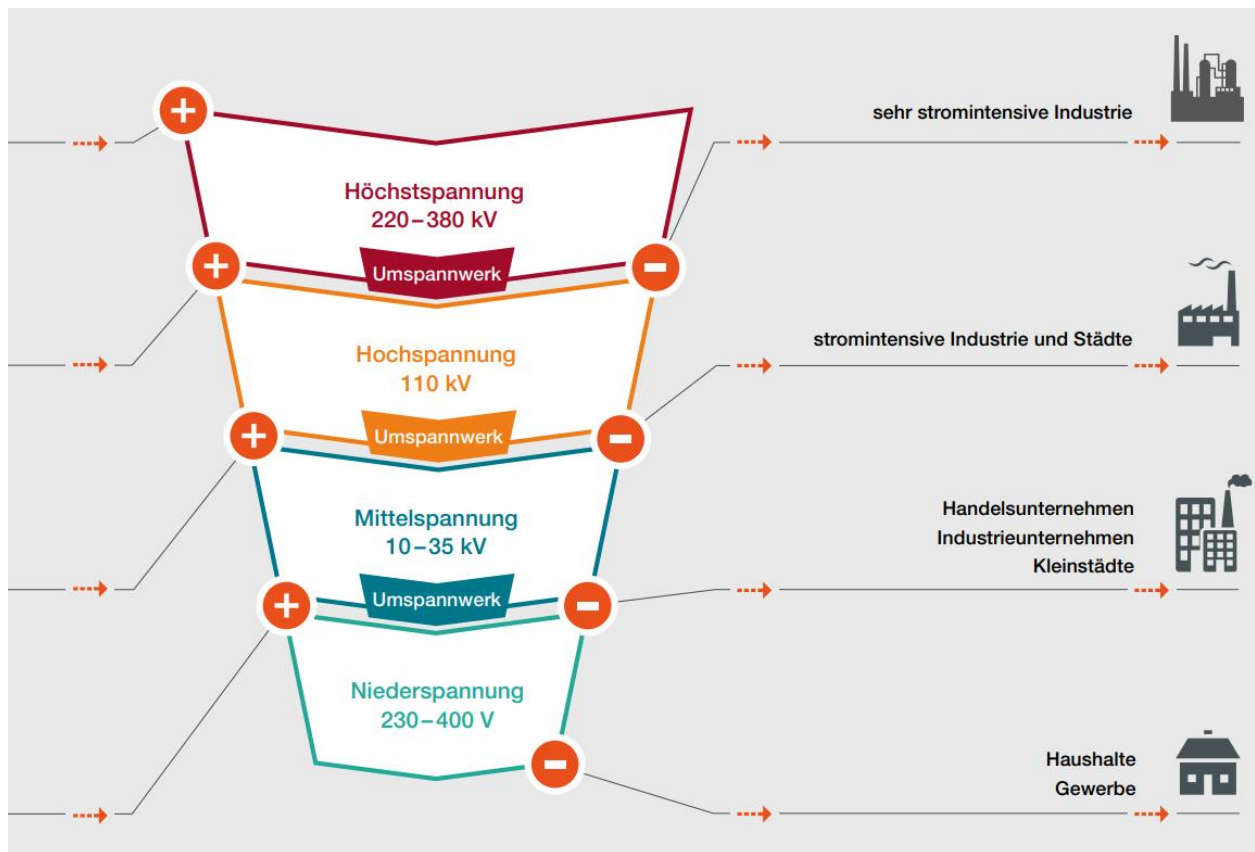 sehr stromintensive Industrie
Höchstspannung
220–380 kV
Umspannwerk
stromintensive Industrie und Städte
Hochspannung
110 kV
Umspannwerk
Handelsunternehmen
Industrieunternehmen
Kleinstädte
Mittelspannung
10–35 kV
Umspannwerk
Niederspannung
230–400 V
Haushalte
Gewerbe